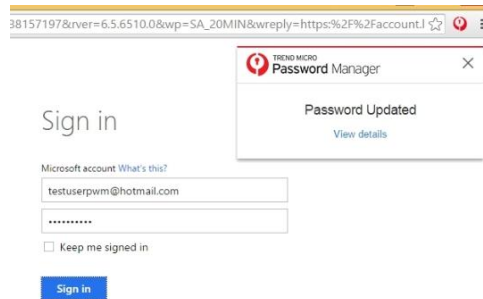 38157197&rver=6.5.6510.0&wp=SA_20MIN&wreply=https:%2F%2Faccount.l
TREND MICRO
Password Manager
Password Updated
View details
Sign in
Microsoft account What's this?
testuserpwm@hotmail.com
••••••••••
Keep me signed in
Sign in